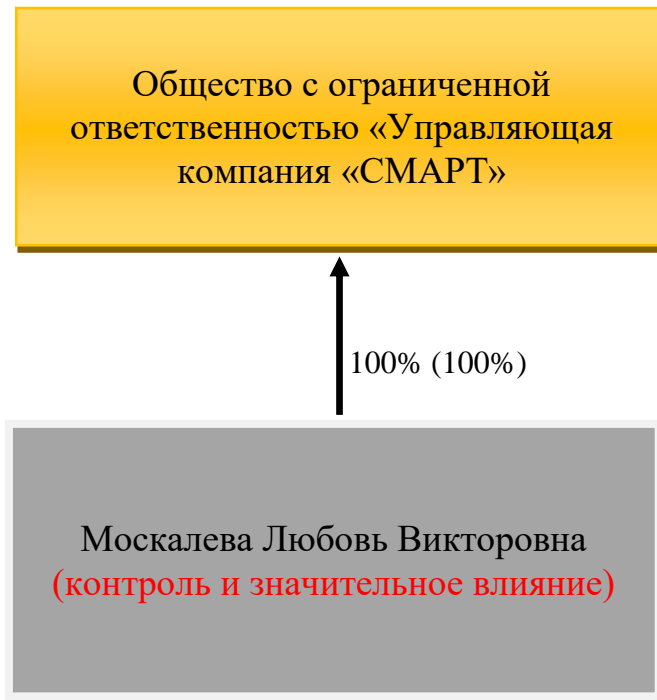 Общество с ограниченной
ответственностью «Управляющая
компания «СМАРТ»
100% (100%)
Москалева Любовь Викторовна
(контроль и значительное влияние)